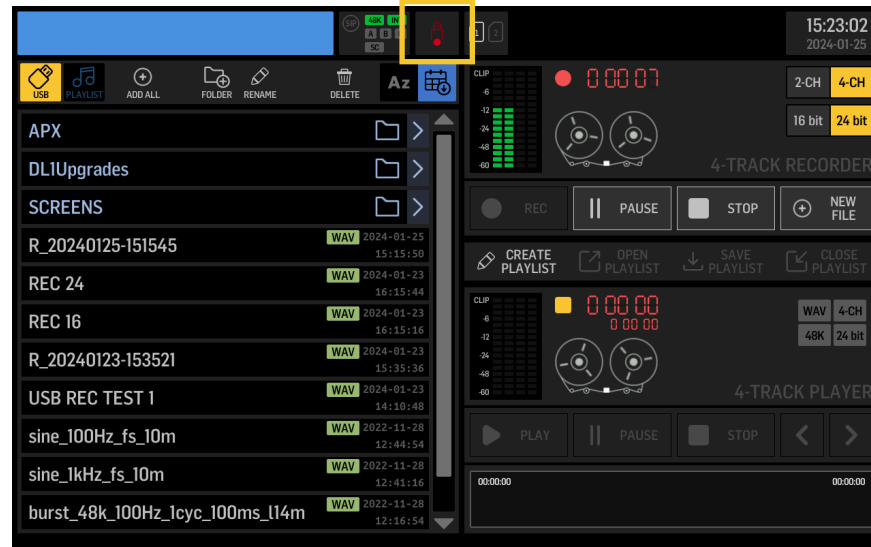 SIP 48K INT
A B C
SC
1 2
15:23:02
2024-01-25
USB PLAYLIST ADD ALL FOLDER RENAME DELETE Az
APX
DL1Upgrades
SCREENS
R_20240125-151545 WAV 2024-01-25
15:15:50
REC 24 WAV 2024-01-23
16:15:44
REC 16 WAV 2024-01-23
16:15:16
R_20240123-153521 WAV 2024-01-23
15:35:36
USB REC TEST 1 WAV 2024-01-23
14:10:48
sine_100Hz_fs_10m WAV 2022-11-28
12:44:54
sine_1kHz_fs_10m WAV 2022-11-28
12:41:16
burst_48k_100Hz_1cyc_100ms_l14m WAV 2022-11-28
12:16:54
CLIP
-6
-12
-24
-48
-60
0 00 07
2-CH 4-CH
16 bit 24 bit
4-TRACK RECORDER
REC PAUSE STOP NEW
FILE
CREATE
PLAYLIST
OPEN
PLAYLIST
SAVE
PLAYLIST
CLOSE
PLAYLIST
CLIP
-6
-12
-24
-48
-60
0 00 00
0 00 00
WAV 4-CH
48K 24 bit
4-TRACK PLAYER
PLAY PAUSE STOP
00:00:00 00:00:00